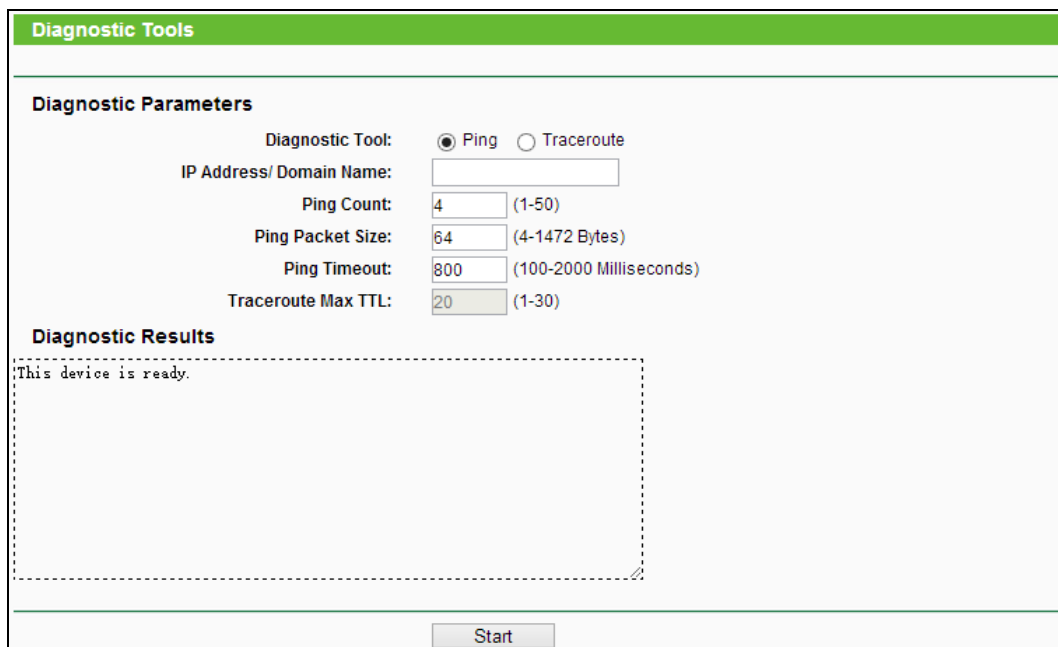 Diagnostic Tools
Diagnostic Parameters
Diagnostic Tool: Ping Traceroute
IP Address/ Domain Name:
Ping Count: 4 (1-50)
Ping Packet Size: 64 (4-1472 Bytes)
Ping Timeout: 800 (100-2000 Milliseconds)
Traceroute Max TTL: 20 (1-30)
Diagnostic Results
This device is ready.
Start